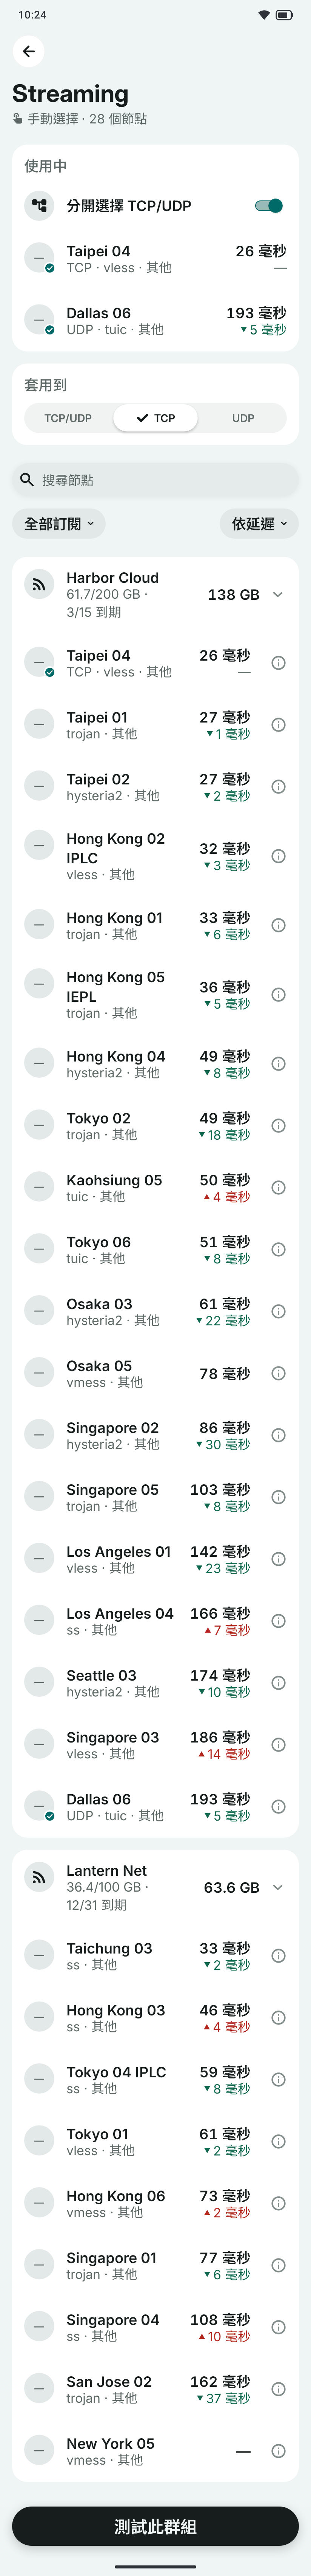 10:24
Streaming
手動選擇 · 28 個節點
使用中
分開選擇 TCP/UDP
Taipei 04
26 毫秒
TCP · vless · 其他
—
Dallas 06
193 毫秒
UDP · tuic · 其他
▼5 毫秒
套用到
TCP/UDP
TCP
UDP
搜尋節點
全部訂閱
依延遲
Harbor Cloud
61.7/200 GB ·
3/15 到期
138 GB
Taipei 04
26 毫秒
TCP · vless · 其他
—
Taipei 01
27 毫秒
trojan · 其他
▼1 毫秒
Taipei 02
27 毫秒
hysteria2 · 其他
▼2 毫秒
Hong Kong 02
IPLC
32 毫秒
vless · 其他
▼3 毫秒
Hong Kong 01
33 毫秒
trojan · 其他
▼6 毫秒
Hong Kong 05
IEPL
36 毫秒
trojan · 其他
▼5 毫秒
Hong Kong 04
49 毫秒
hysteria2 · 其他
▼8 毫秒
Tokyo 02
49 毫秒
trojan · 其他
▼18 毫秒
Kaohsiung 05
50 毫秒
tuic · 其他
▲4 毫秒
Tokyo 06
51 毫秒
tuic · 其他
▼8 毫秒
Osaka 03
61 毫秒
hysteria2 · 其他
▼22 毫秒
Osaka 05
78 毫秒
vmess · 其他
Singapore 02
86 毫秒
hysteria2 · 其他
▼30 毫秒
Singapore 05
103 毫秒
trojan · 其他
▼8 毫秒
Los Angeles 01
142 毫秒
vless · 其他
▼23 毫秒
Los Angeles 04
166 毫秒
ss · 其他
▲7 毫秒
Seattle 03
174 毫秒
hysteria2 · 其他
▼10 毫秒
Singapore 03
186 毫秒
vless · 其他
▲14 毫秒
Dallas 06
193 毫秒
UDP · tuic · 其他
▼5 毫秒
Lantern Net
36.4/100 GB ·
12/31 到期
63.6 GB
Taichung 03
33 毫秒
ss · 其他
▼2 毫秒
Hong Kong 03
46 毫秒
ss · 其他
▲4 毫秒
Tokyo 04 IPLC
59 毫秒
ss · 其他
▼8 毫秒
Tokyo 01
61 毫秒
vless · 其他
▼2 毫秒
Hong Kong 06
73 毫秒
vmess · 其他
▲2 毫秒
Singapore 01
77 毫秒
trojan · 其他
▼6 毫秒
Singapore 04
108 毫秒
ss · 其他
▲10 毫秒
San Jose 02
162 毫秒
trojan · 其他
▼37 毫秒
New York 05
—
vmess · 其他
測試此群組